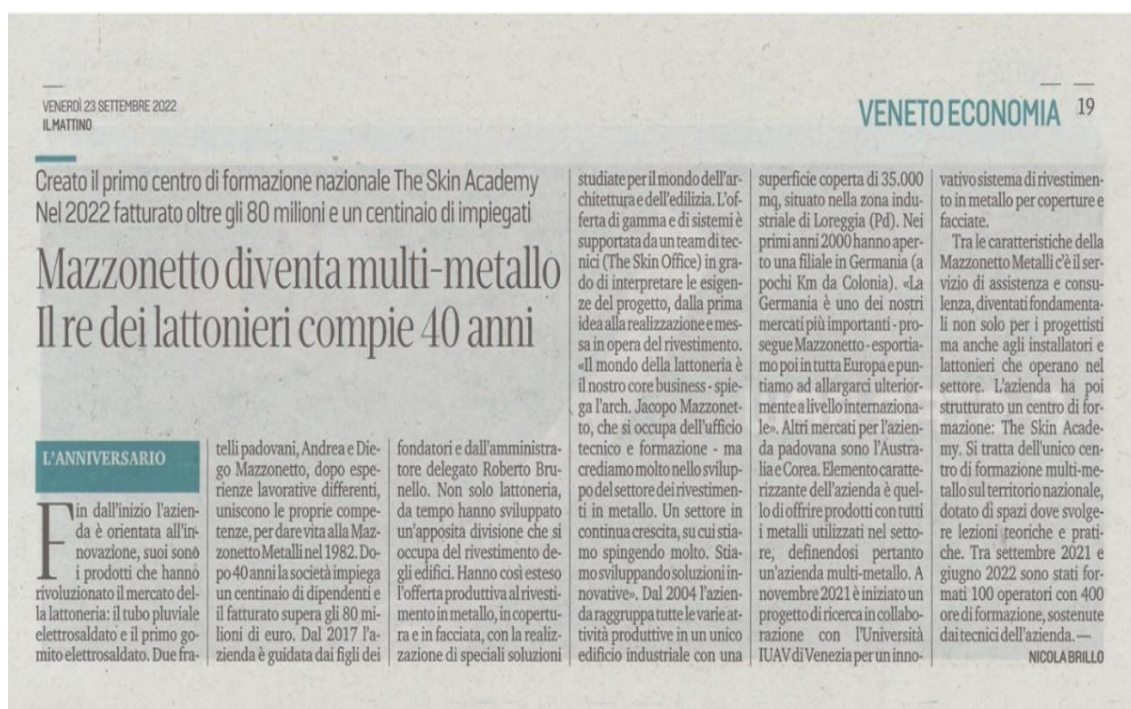 VENERDÌ 23 SETTEMBRE 2022
IL MATTINO
VENETO ECONOMIA 19
Creato il primo centro di formazione nazionale The Skin Academy
Nel 2022 fatturato oltre gli 80 milioni e un centinaio di impiegati
Mazzonetto diventa multi-metallo
Il re dei lattonieri compie 40 anni
L'ANNIVERSARIO
Fin dall'inizio l'azien-
da è orientata all'in-
novazione, suoi sono
i prodotti che hanno
rivoluzionato il mercato del-
la lattoneria: il tubo pluviale
elettrosaldato e il primo go-
mito elettrosaldato. Due fra-
telli padovani, Andrea e Die-
go Mazzonetto, dopo espe-
rienze lavorative differenti,
uniscono le proprie compe-
tenze, per dare vita alla Maz-
zonetto Metalli nel 1982. Do-
po 40 anni la società impiega
un centinaio di dipendenti e
il fatturato supera gli 80 mi-
lioni di euro. Dal 2017 l'a-
zienda è guidata dai figli dei
fondatori e dall'amministra-
tore delegato Roberto Bru-
nello. Non solo lattoneria,
da tempo hanno sviluppato
un'apposita divisione che si
occupa del rivestimento de-
gli edifici. Hanno così esteso
l'offerta produttiva al rivesti-
mento in metallo, in copertu-
ra e in facciata, con la realiz-
zazione di speciali soluzioni
studiate per il mondo dell'ar-
chitettura e dell'edilizia. L'of-
ferta di gamma e di sistemi è
supportata da un team di tec-
nici (The Skin Office) in gra-
do di interpretare le esigen-
ze del progetto, dalla prima
idea alla realizzazione e mes-
sa in opera del rivestimento.
«Il mondo della lattoneria è
il nostro core business - spie-
ga l'arch. Jacopo Mazzonet-
to, che si occupa dell'ufficio
tecnico e formazione - ma
crediamo molto nello svilup-
po del settore dei rivestimen-
ti in metallo. Un settore in
continua crescita, su cui stia-
mo spingendo molto. Stia-
mo sviluppando soluzioni in-
novative». Dal 2004 l'azien-
da raggruppa tutte le varie at-
tività produttive in un unico
edificio industriale con una
superficie coperta di 35.000
mq, situato nella zona indu-
striale di Loreggia (Pd). Nei
primi anni 2000 hanno aper-
to una filiale in Germania (a
pochi Km da Colonia). «La
Germania è uno dei nostri
mercati più importanti - pro-
segue Mazzonetto - esportia-
mo poi in tutta Europa e pun-
tiamo ad allargarci ulterior-
mente a livello internaziona-
le». Altri mercati per l'azien-
da padovana sono l'Austra-
lia e Corea. Elemento caratte-
rizzante dell'azienda è quel-
lo di offrire prodotti con tutti
i metalli utilizzati nel setto-
re, definendosi pertanto
un'azienda multi-metallo. A
novembre 2021 è iniziato un
progetto di ricerca in collabo-
razione con l'Università
IUAV di Venezia per un inno-
vativo sistema di rivestimen-
to in metallo per coperture e
facciate.
Tra le caratteristiche della
Mazzonetto Metalli c'è il ser-
vizio di assistenza e consu-
lenza, diventati fondamenta-
li non solo per i progettisti
ma anche agli installatori e
lattonieri che operano nel
settore. L'azienda ha poi
strutturato un centro di for-
mazione: The Skin Acade-
my. Si tratta dell'unico cen-
tro di formazione multi-me-
tallo sul territorio nazionale,
dotato di spazi dove svolge-
re lezioni teoriche e prati-
che. Tra settembre 2021 e
giugno 2022 sono stati for-
mati 100 operatori con 400
ore di formazione, sostenute
dai tecnici dell'azienda. —
NICOLA BRILLO